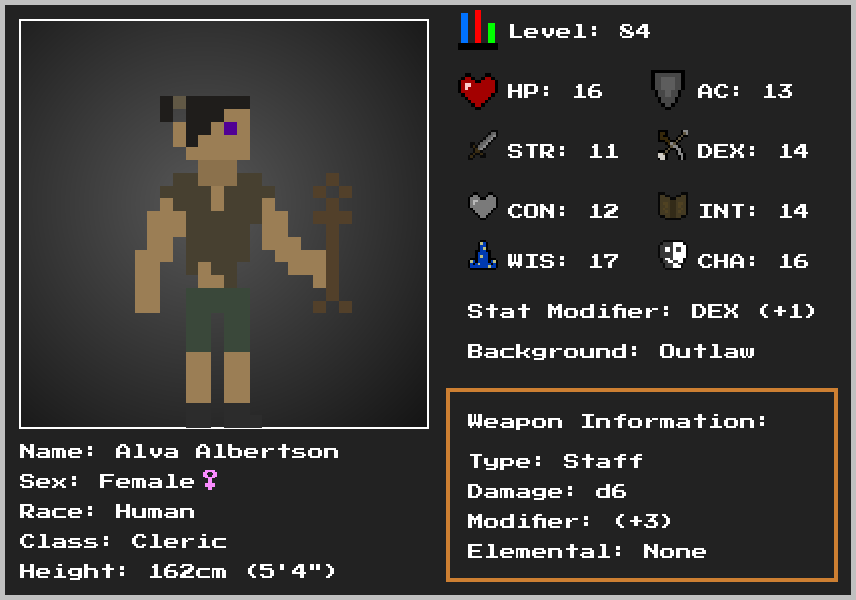 Level: 84
HP: 16 AC: 13
STR: 11 DEX: 14
CON: 12 INT: 14
WIS: 17 CHA: 16
Stat Modifier: DEX (+1)
Background: Outlaw
Weapon Information:
Type: Staff
Damage: d6
Modifier: (+3)
Elemental: None
Name: Alva Albertson
Sex: Female♀
Race: Human
Class: Cleric
Height: 162cm (5'4")